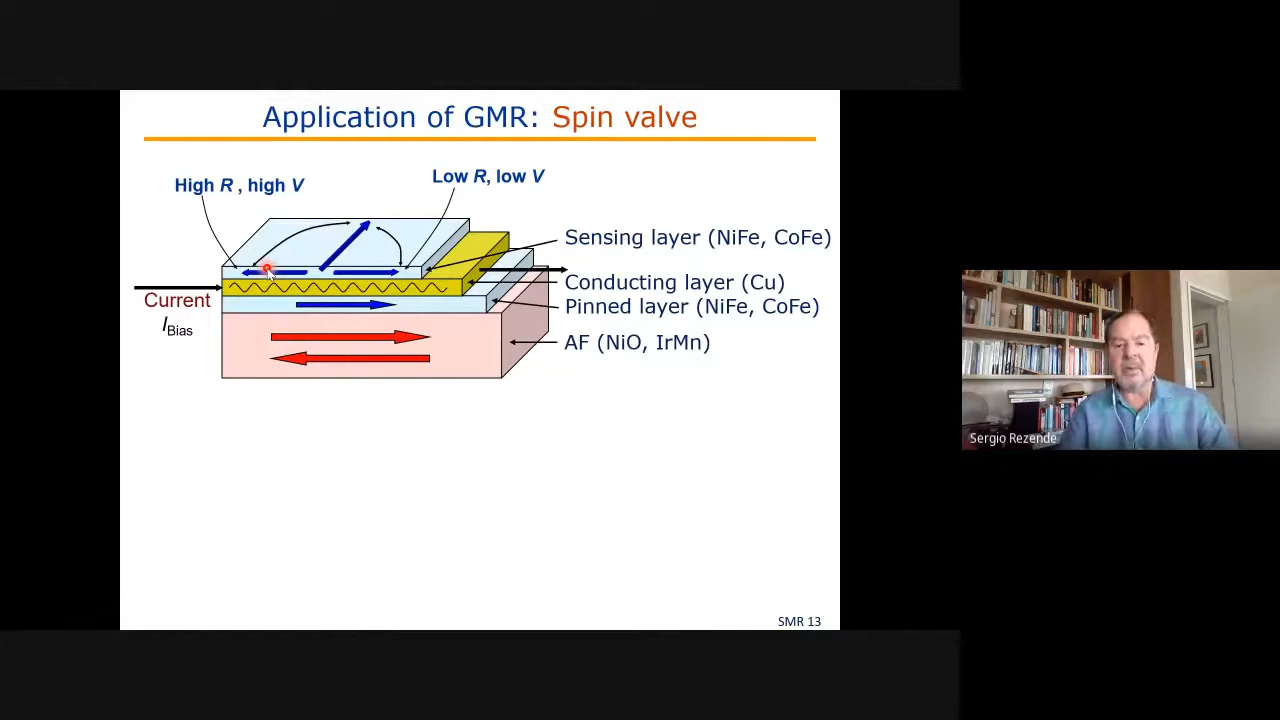 Application of GMR: Spin valve
High R , high V
Low R, low V
Sensing layer (NiFe, CoFe)
Conducting layer (Cu)
Pinned layer (NiFe, CoFe)
AF (NiO, IrMn)
Current
IBias
Sergio Rezende
SMR 13